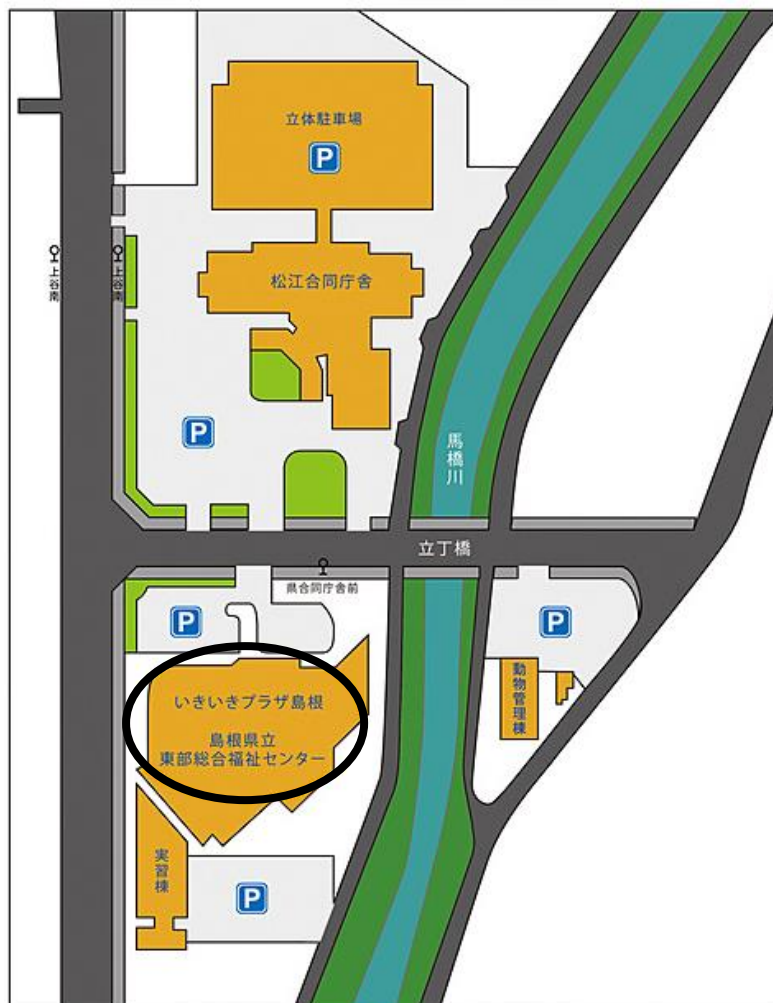 立体駐車場
P
松江合同庁舎
上谷南
上谷南
P
馬橋川
立丁橋
県合同庁舎前
P
P
いきいきプラザ島根
島根県立
東部総合福祉センター
動物管理棟
実習棟
P